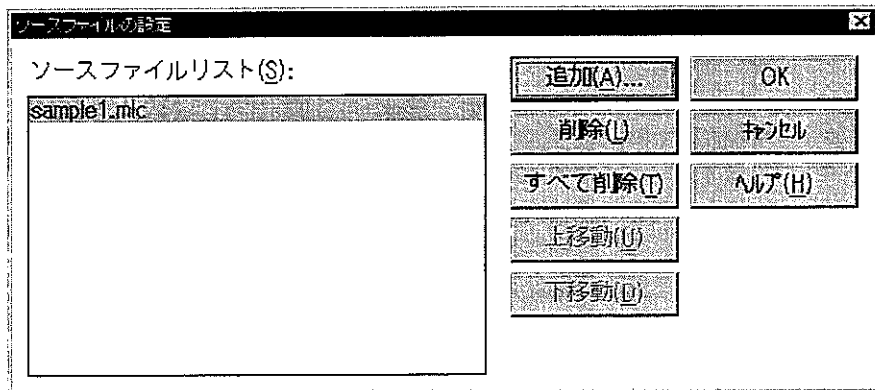 ソースファイルの設定
ソースファイルリスト(S):
sample1.mlc
追加(A)...
OK
削除(L)
キャンセル
すべて削除(T)
ヘルプ(H)
上移動(U)
下移動(D)